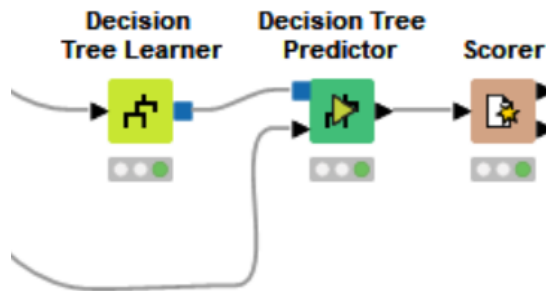 Decision
Tree Learner
Decision Tree
Predictor
Scorer